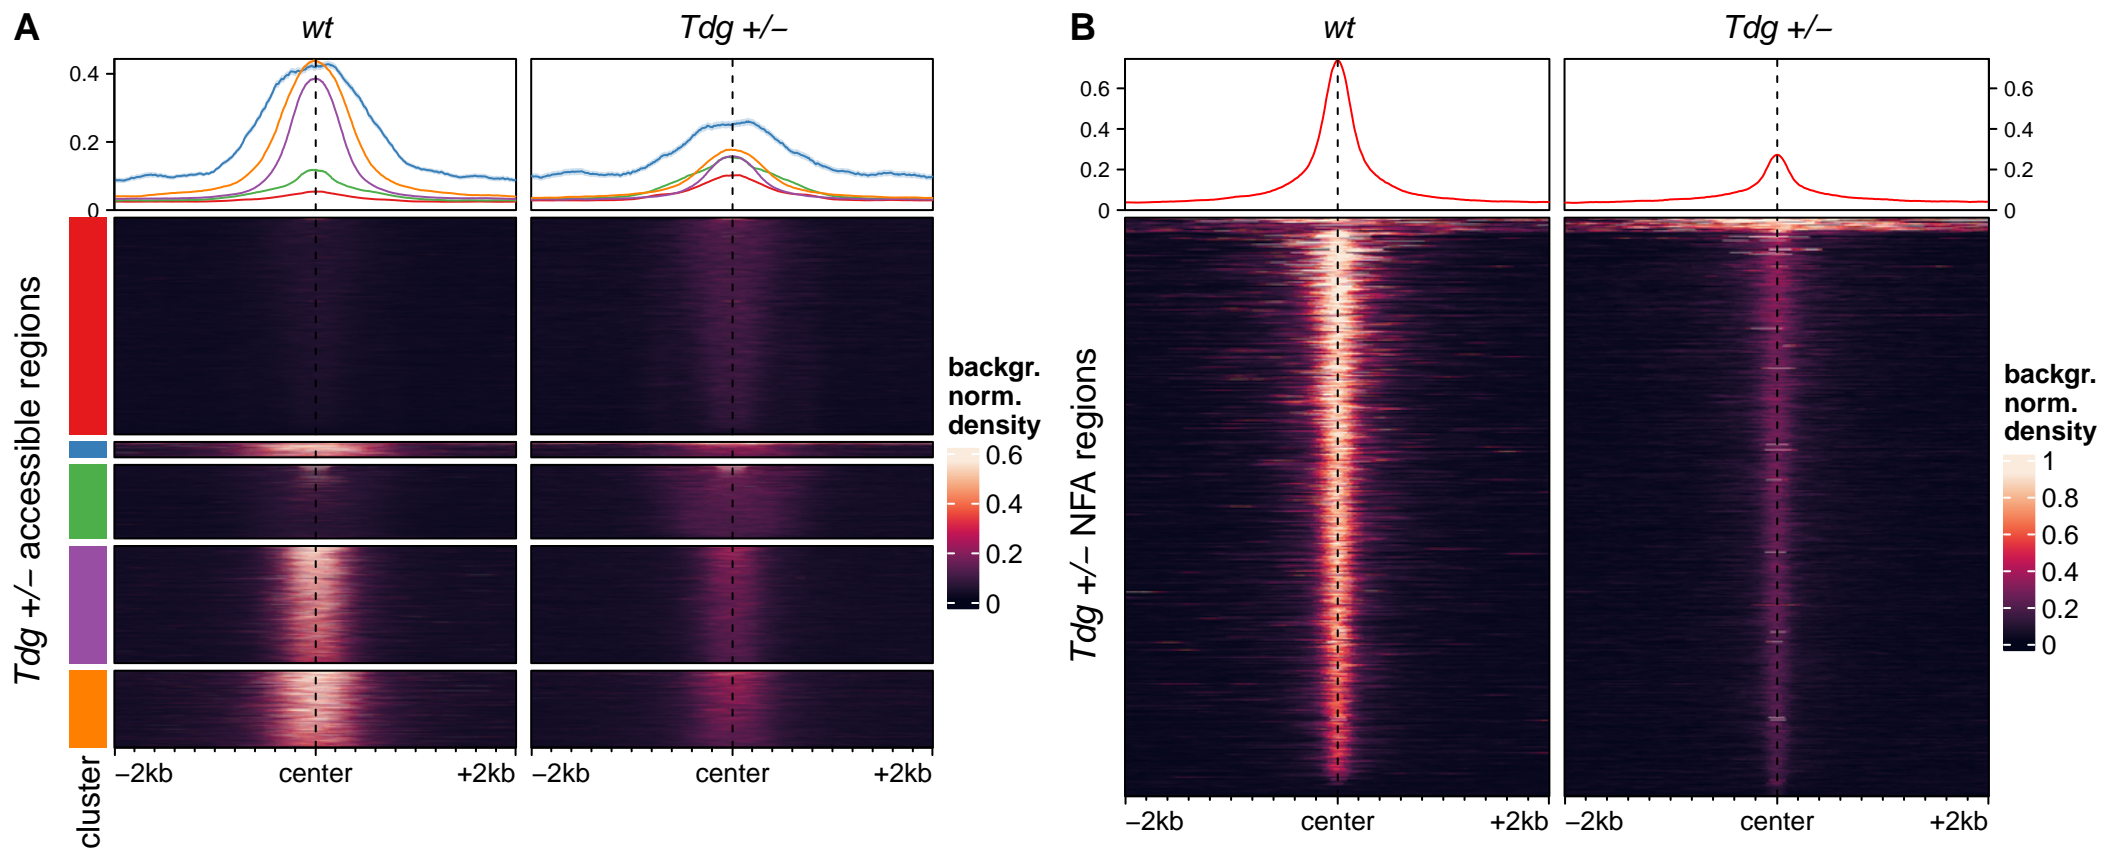 A
wt
Tdg +/−
0.4
0.2
0
Tdg +/− accessible regions
cluster
−2kb
center
+2kb
−2kb
center
+2kb
backgr.
norm.
density
0.6
0.4
0.2
0
B
wt
Tdg +/−
0.6
0.4
0.2
0
0.6
0.4
0.2
0
Tdg +/− NFA regions
−2kb
center
+2kb
−2kb
center
+2kb
backgr.
norm.
density
1
0.8
0.6
0.4
0.2
0